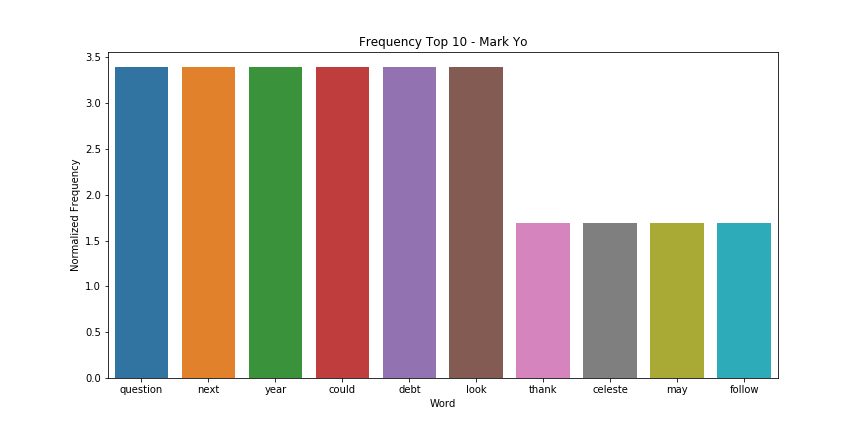 Frequency Top 10 - Mark Yo
Normalized Frequency
3.5
3.0
2.5
2.0
1.5
1.0
0.5
0.0
question next year could debt look thank celeste may follow
Word